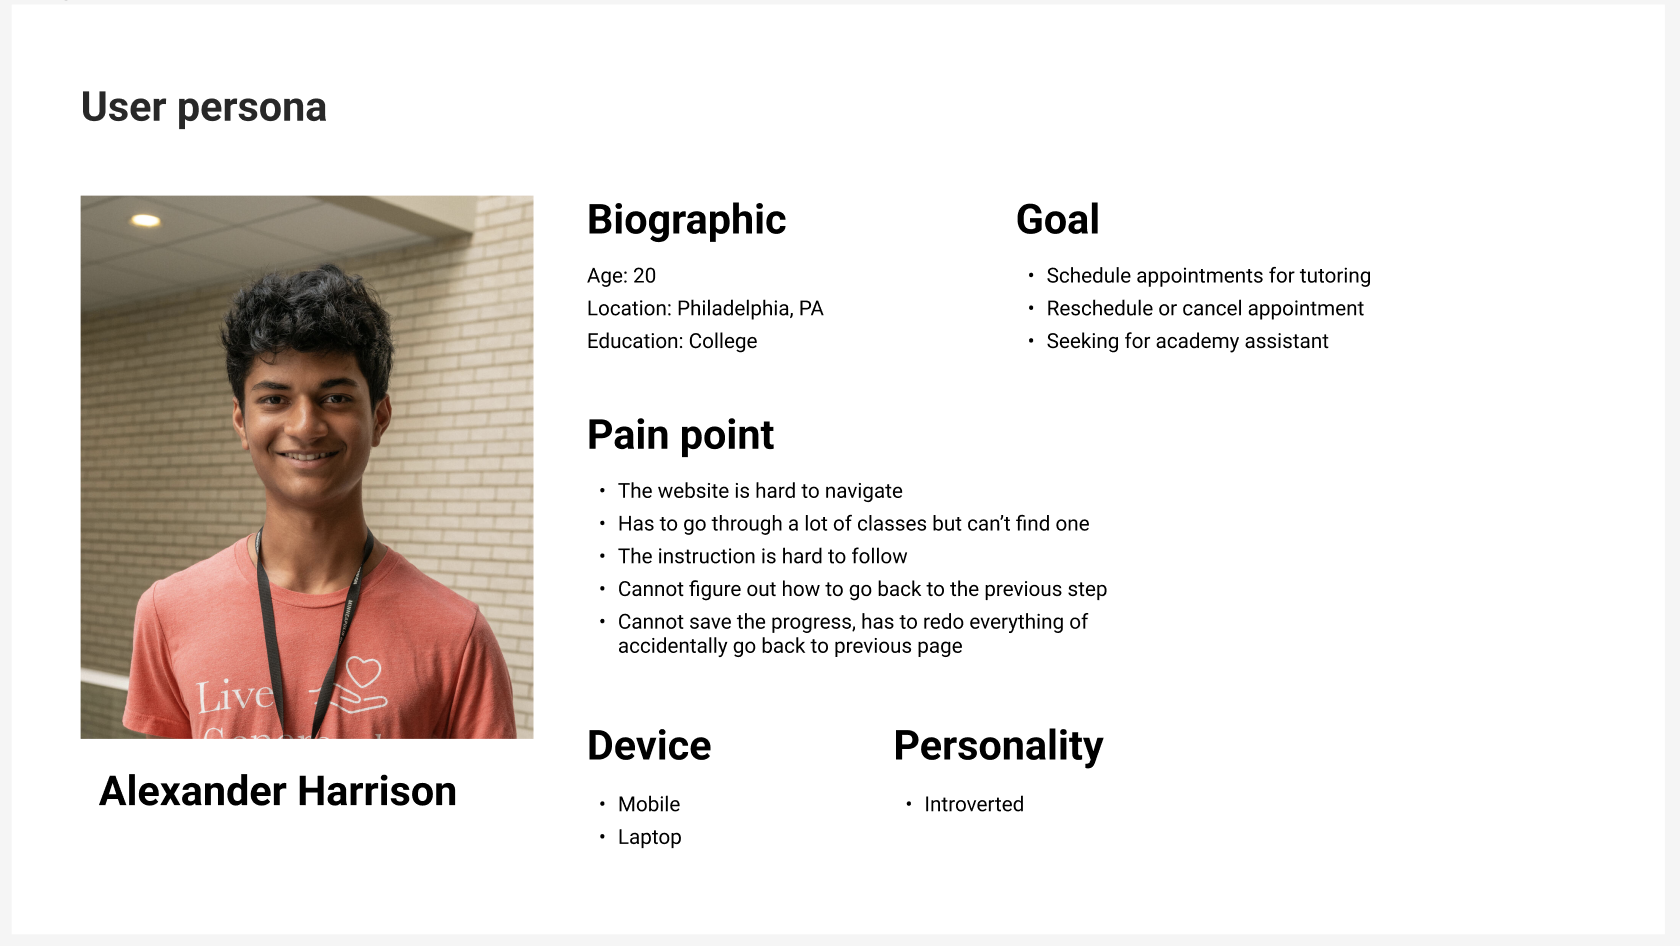 User persona
Biographic
Age: 20
Location: Philadelphia, PA
Education: College
Goal
• Schedule appointments for tutoring
• Reschedule or cancel appointment
• Seeking for academy assistant
Pain point
• The website is hard to navigate
• Has to go through a lot of classes but can’t find one
• The instruction is hard to follow
• Cannot figure out how to go back to the previous step
• Cannot save the progress, has to redo everything of
accidentally go back to previous page
Live
Alexander Harrison
Device
• Mobile
• Laptop
Personality
• Introverted